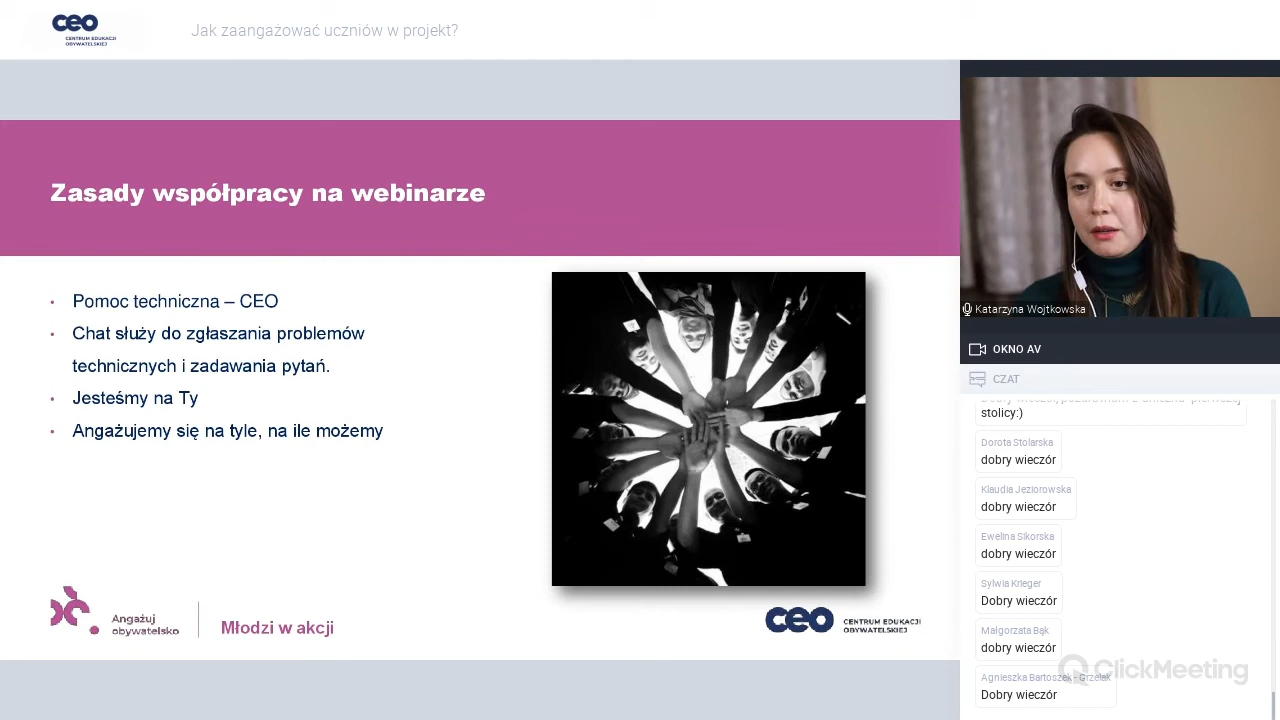 ceo
CENTRUM EDUKACJI
OBYWATELSKIEJ
Jak zaangażować uczniów w projekt?
Zasady współpracy na webinarze
• Pomoc techniczna – CEO
• Chat służy do zgłaszania problemów
technicznych i zadawania pytań.
• Jesteśmy na Ty
• Angażujemy się na tyle, na ile możemy
Angażuj
obywatelsko
Młodzi w akcji
ceo
CENTRUM EDUKACJI
OBYWATELSKIEJ
Katarzyna Wojtkowska
OKNO AV
CZAT
stolicy:)
Dorota Stolarska
dobry wieczór
Klaudia Jęziorowska
dobry wieczór
Ewelina Sikorska
dobry wieczór
Sylwia Krieger
Dobry wieczór
Małgorzata Bąk
dobry wieczór
Agnieszka Bartoszek - Grzelak
Dobry wieczór
ClickMeeting